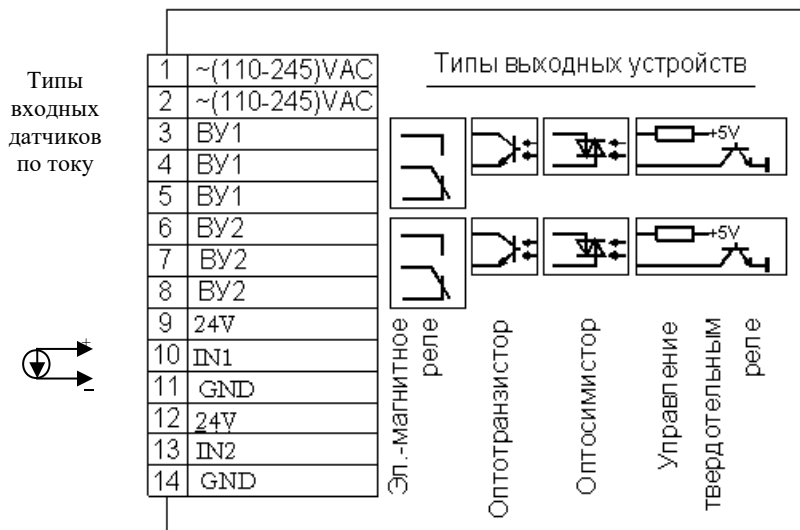 Типы
входных
датчиков
по току
1 ~(110-245)VAC
2 ~(110-245)VAC
3 ВУ1
4 ВУ1
5 ВУ1
6 ВУ2
7 ВУ2
8 ВУ2
9 24V
10 IN1
11 GND
12 24V
13 IN2
14 GND
Типы выходных устройств
+5V
+5V
Эл.-магнитное
реле
Оптотранзистор
Оптосимистор
Управление
твердотельным
реле
+
−